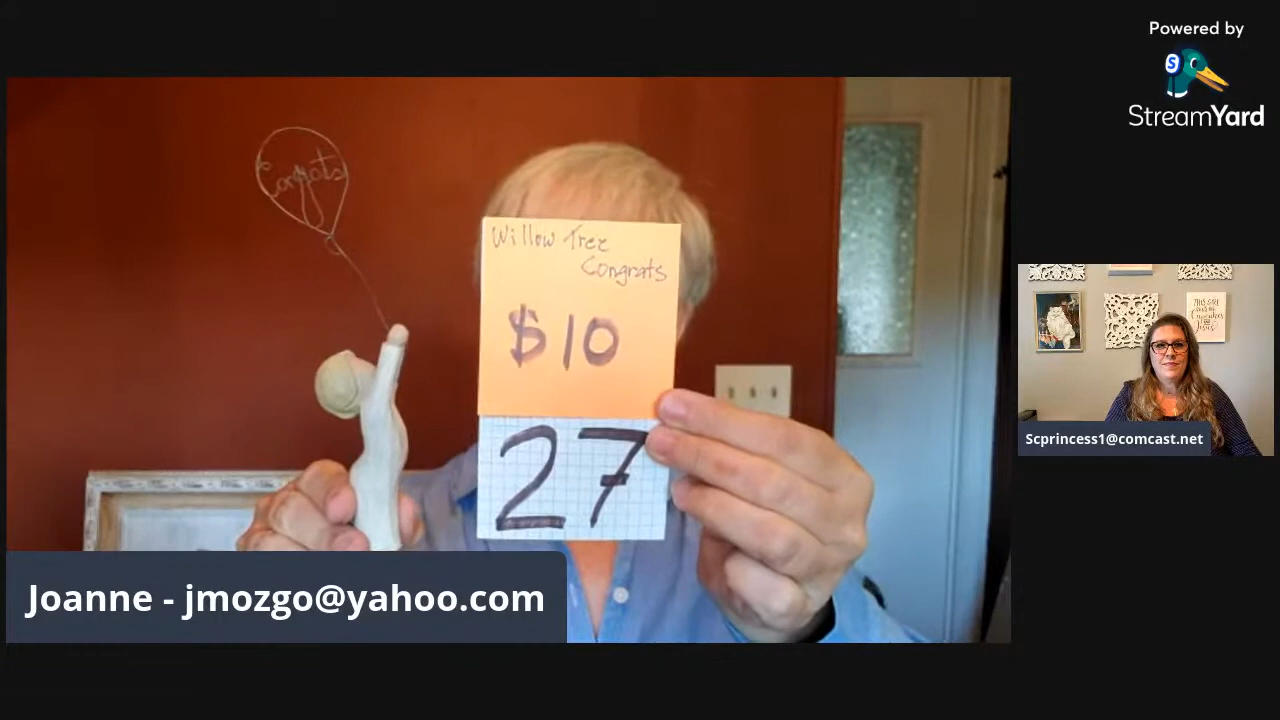 Powered by
StreamYard
Congrats
Willow Tree
Congrats
$10
27
Joanne - jmozgo@yahoo.com
Scprincess1@comcast.net